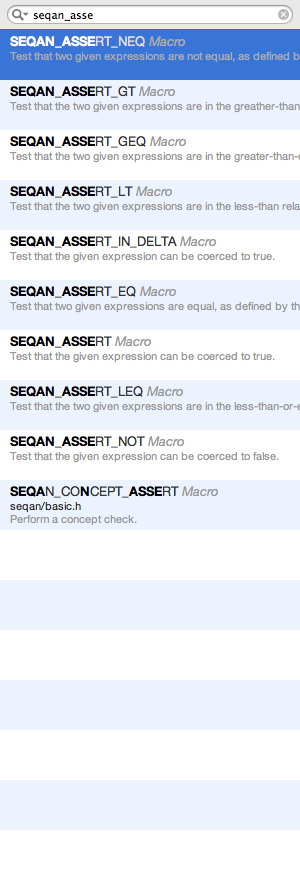 seqan_asse
SEQAN_ASSERT_NEQ Macro
Test that two given expressions are not equal, as defined b
SEQAN_ASSERT_GT Macro
Test that the two given expressions are in the greather-than
SEQAN_ASSERT_GEQ Macro
Test that the two given expressions are in the greater-than-
SEQAN_ASSERT_LT Macro
Test that the two given expressions are in the less-than rela
SEQAN_ASSERT_IN_DELTA Macro
Test that the given expression can be coerced to true.
SEQAN_ASSERT_EQ Macro
Test that two given expressions are equal, as defined by th
SEQAN_ASSERT Macro
Test that the given expression can be coerced to true.
SEQAN_ASSERT_LEQ Macro
Test that the two given expressions are in the less-than-or-e
SEQAN_ASSERT_NOT Macro
Test that the given expression can be coerced to false.
SEQAN_CONCEPT_ASSERT Macro
seqan/basic.h
Perform a concept check.